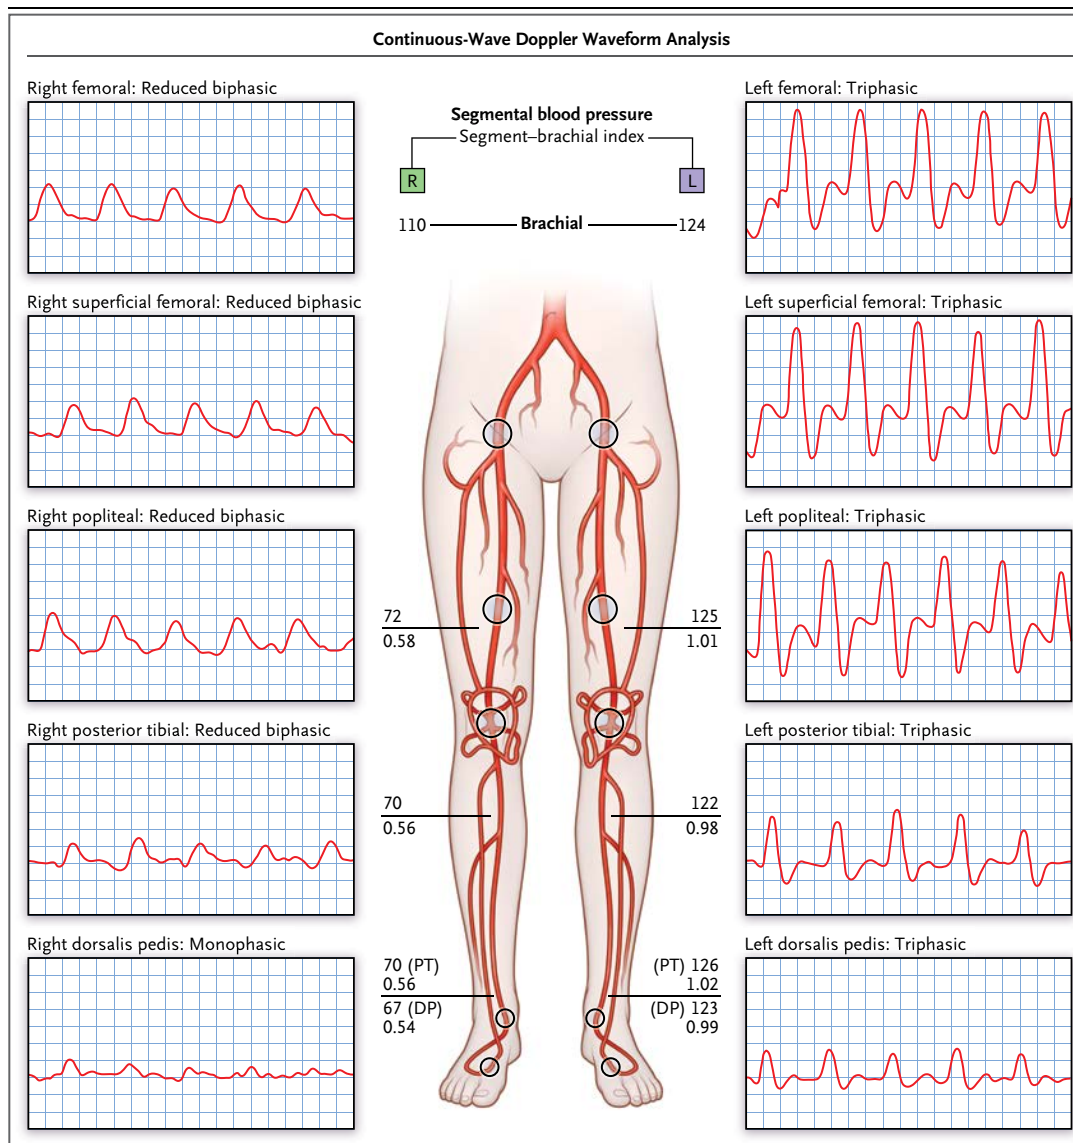 Continuous-Wave Doppler Waveform Analysis
Right femoral: Reduced biphasic
Left femoral: Triphasic
Segmental blood pressure
Segment–brachial index
R
L
110
Brachial
124
Right superficial femoral: Reduced biphasic
Left superficial femoral: Triphasic
Right popliteal: Reduced biphasic
Left popliteal: Triphasic
72
0.58
125
1.01
Right posterior tibial: Reduced biphasic
Left posterior tibial: Triphasic
70
0.56
122
0.98
Right dorsalis pedis: Monophasic
Left dorsalis pedis: Triphasic
70 (PT)
0.56
67 (DP)
0.54
(PT) 126
1.02
(DP) 123
0.99